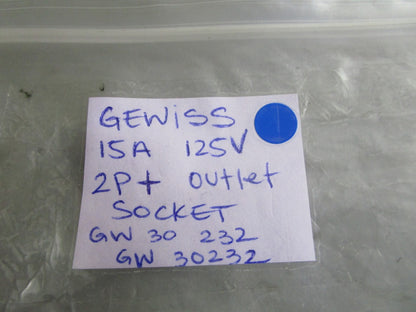 GEWiSS
15A 125V
2P+ Outlet
SOCKET
GW 30 232
GW 30232